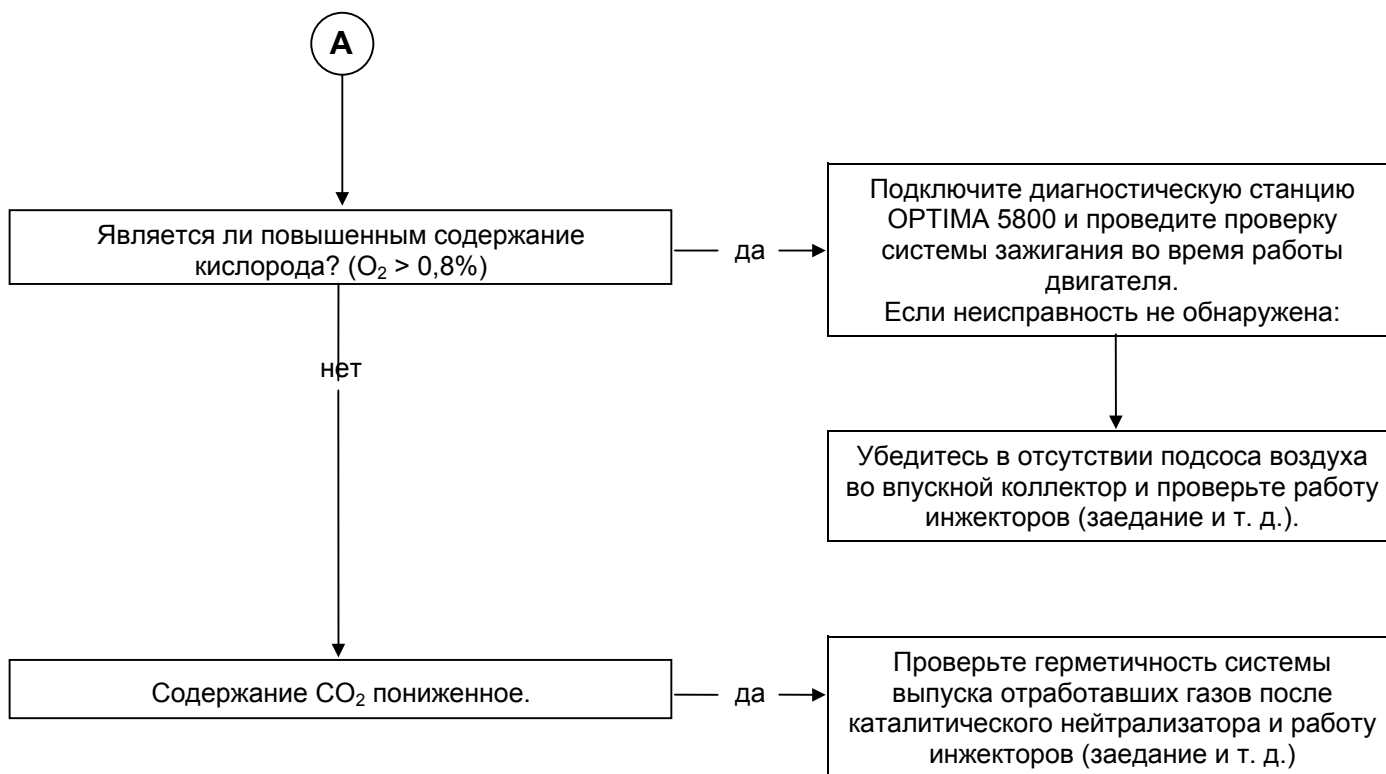 A
Является ли повышенным содержание
кислорода? (O₂ > 0,8%)
да
Подключите диагностическую станцию
OPTIMA 5800 и проведите проверку
системы зажигания во время работы
двигателя.
Если неисправность не обнаружена:
нет
Убедитесь в отсутствии подсоса воздуха
во впускной коллектор и проверьте работу
инжекторов (заедание и т. д.).
Содержание CO₂ пониженное.
да
Проверьте герметичность системы
выпуска отработавших газов после
каталитического нейтрализатора и работу
инжекторов (заедание и т. д.)